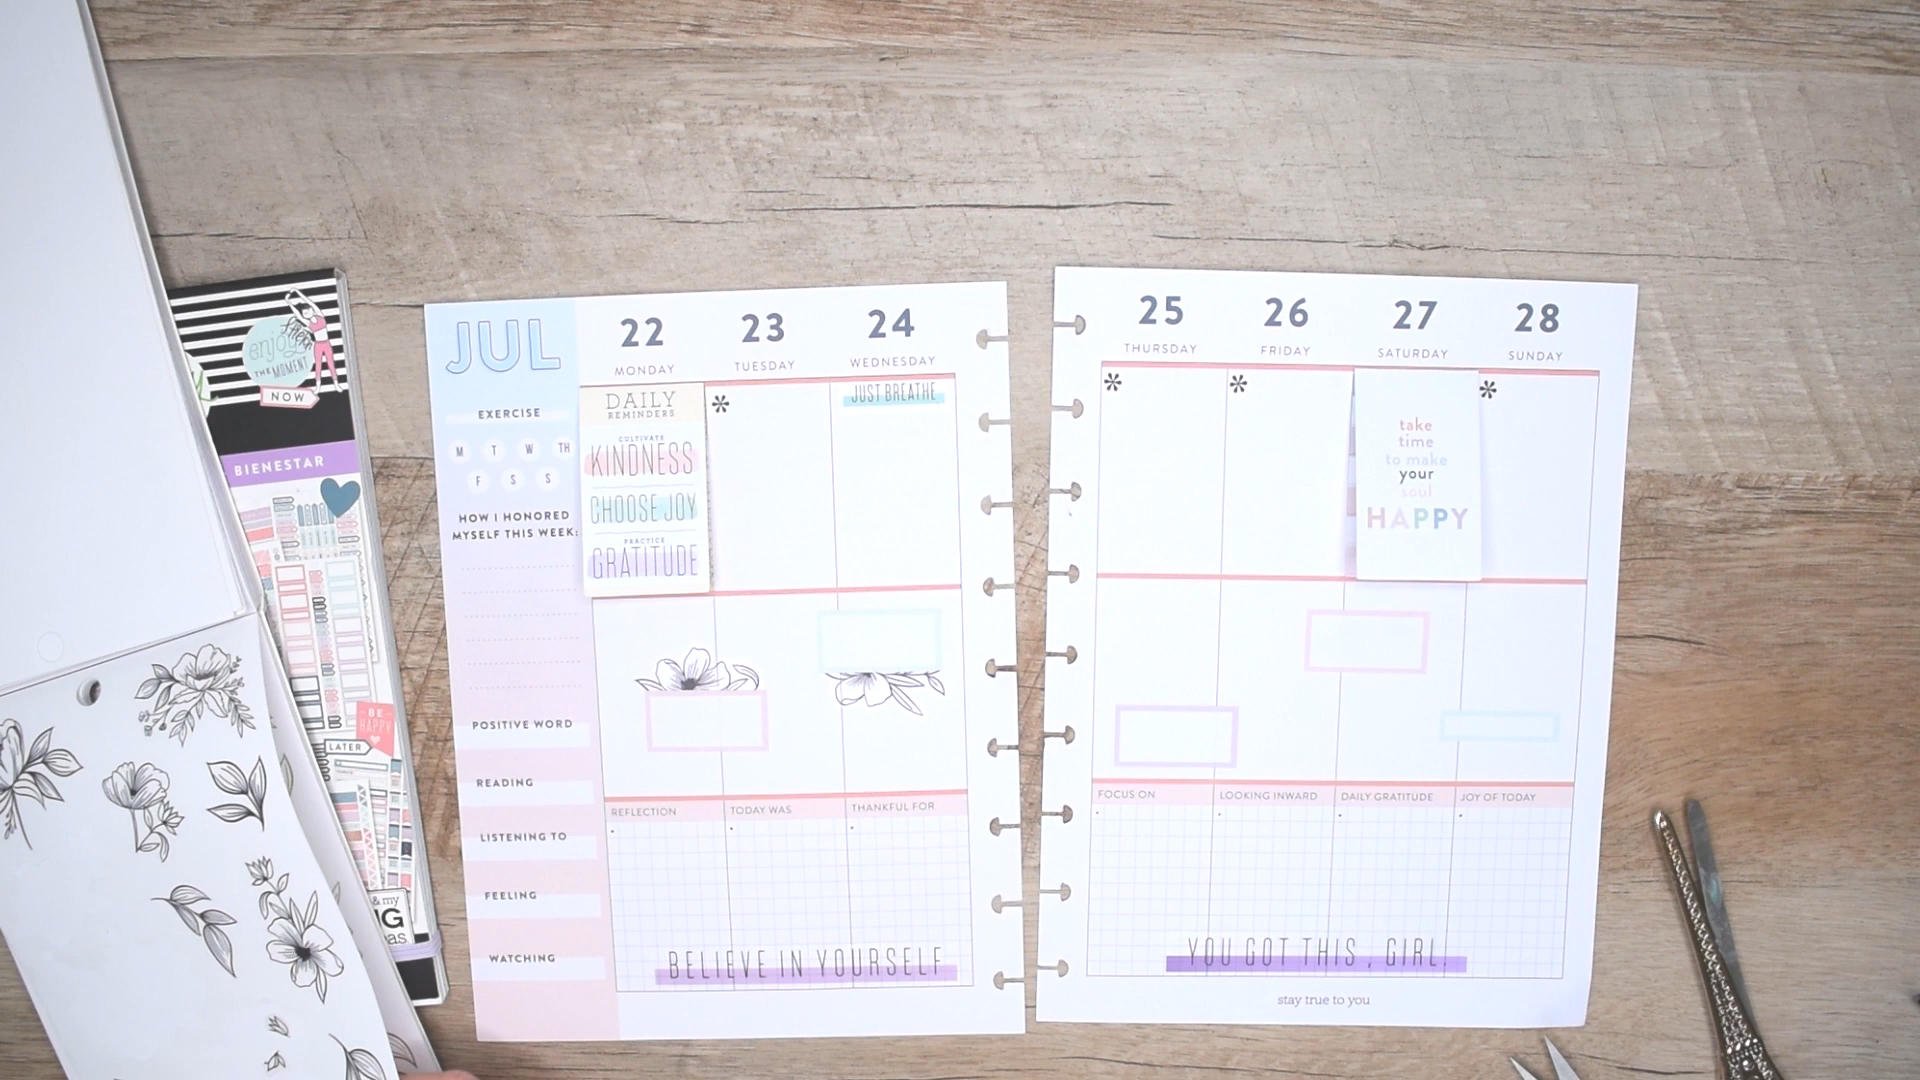 enjoy
THE MOMENT
NOW
BIENESTAR
BE
HAPPY
LATER
& my
JUL
EXERCISE
M T W TH
F S S
HOW I HONORED
MYSELF THIS WEEK:
POSITIVE WORD
READING
LISTENING TO
FEELING
WATCHING
22
MONDAY
23
TUESDAY
24
WEDNESDAY
DAILY
REMINDERS
CULTIVATE
KINDNESS
CHOOSE JOY
PRACTICE
GRATITUDE
*
JUST BREATHE
REFLECTION
TODAY WAS
THANKFUL FOR
BELIEVE IN YOURSELF
25
THURSDAY
26
FRIDAY
27
SATURDAY
28
SUNDAY
*
*
*
take
time
to make
your
soul
HAPPY
FOCUS ON
LOOKING INWARD
DAILY GRATITUDE
JOY OF TODAY
YOU GOT THIS, GIRL.
stay true to you